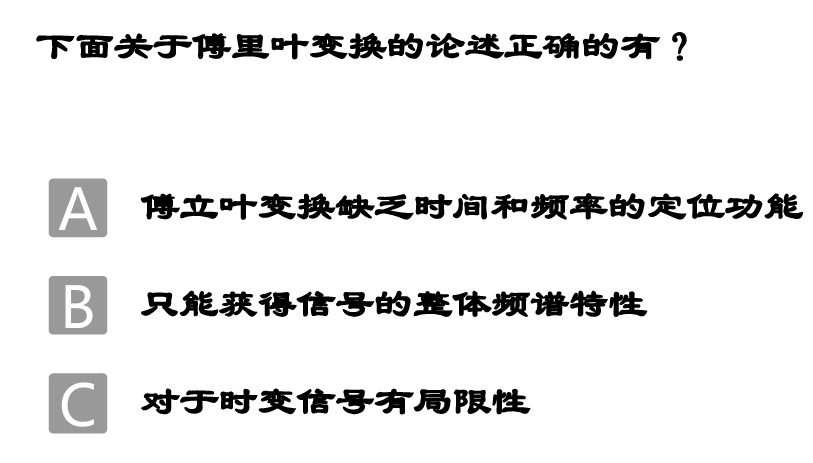 下面关于傅里叶变换的论述正确的有？
A 傅立叶变换缺乏时间和频率的定位功能
B 只能获得信号的整体频谱特性
C 对于时变信号有局限性